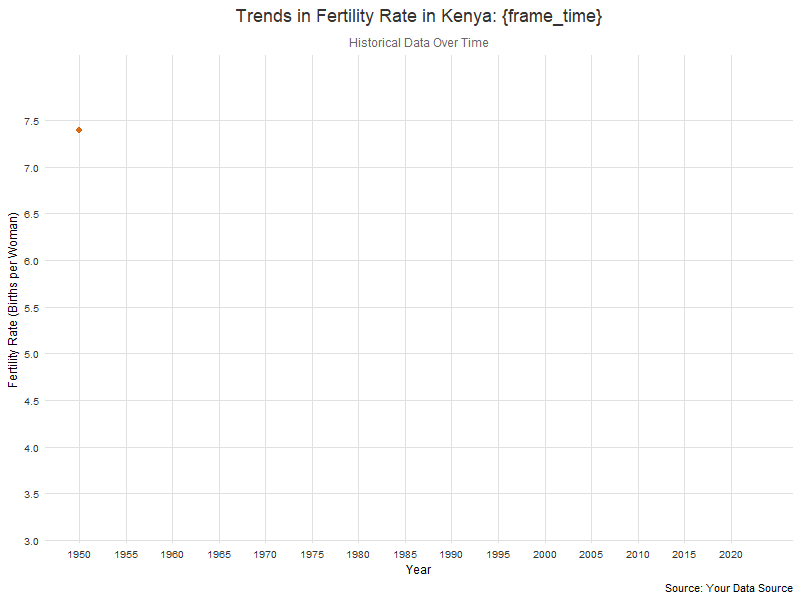 Trends in Fertility Rate in Kenya: {frame_time}
Historical Data Over Time
Fertility Rate (Births per Woman)
7.5
7.0
6.5
6.0
5.5
5.0
4.5
4.0
3.5
3.0
1950 1955 1960 1965 1970 1975 1980 1985 1990 1995 2000 2005 2010 2015 2020
Year
Source: Your Data Source